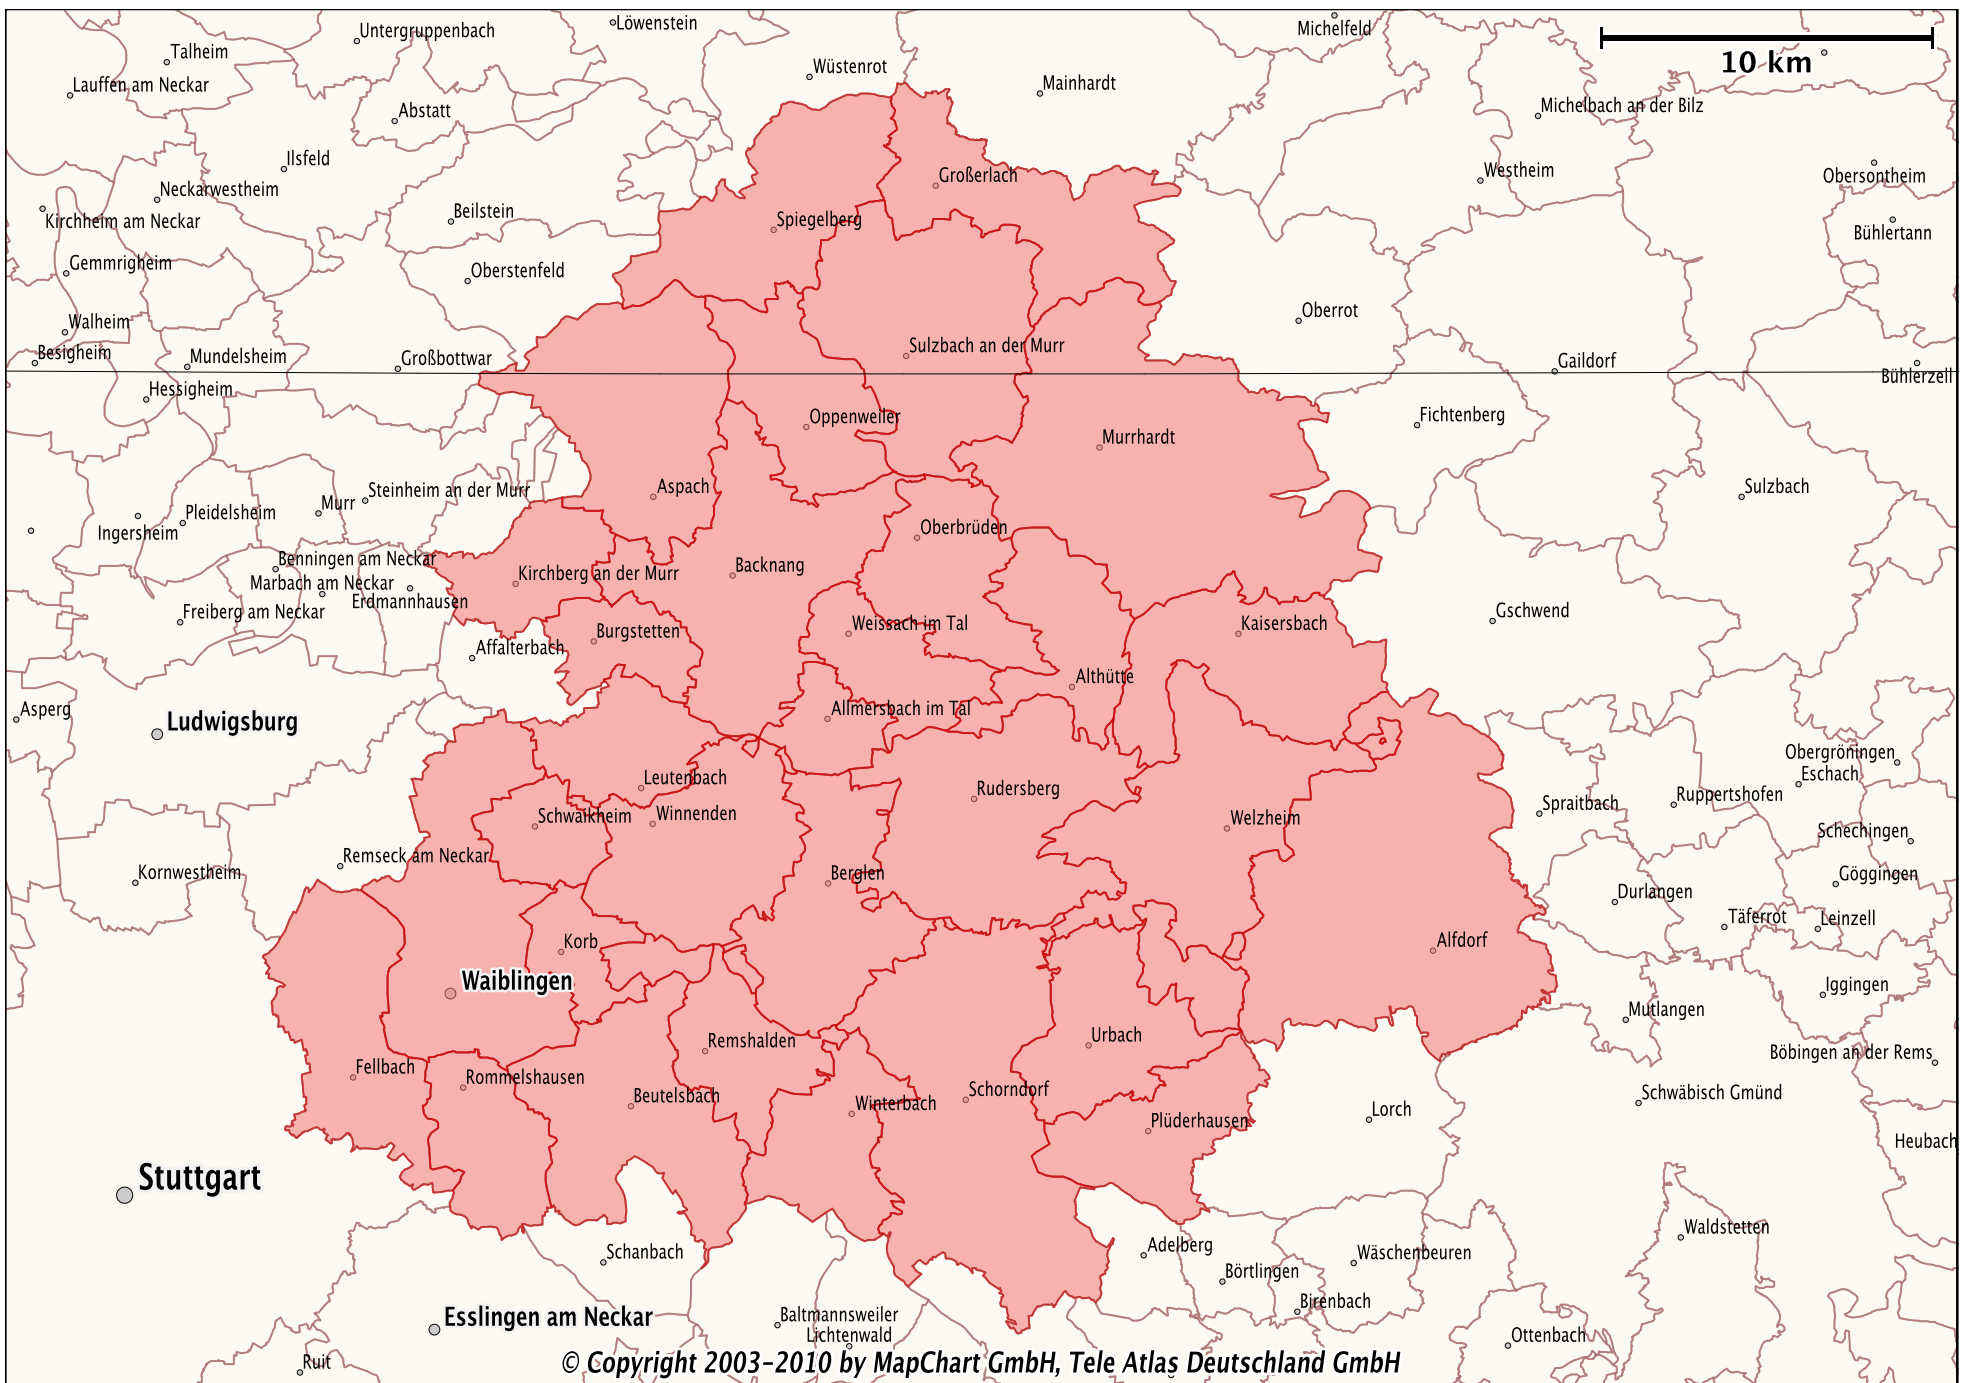 Löwenstein
Michelfeld
Untergruppenbach
Talheim
Wüstenrot
10 km
Lauffen am Neckar
Mainhardt
Abstatt
Michelbach an der Bilz
Ilsfeld
Westheim
Großerlach
Obersontheim
Neckarwestheim
Beilstein
Spiegelberg
Kirchheim am Neckar
Bühlertann
Gemmrigheim
Oberstenfeld
Oberrot
Walheim
Sulzbach an der Murr
Besigheim
Mundelsheim
Großbottwar
Gaildorf
Bühlerzell
Hessigheim
Oppenweiler
Fichtenberg
Murrhardt
Aspach
Sulzbach
Steinheim an der Murr
Murr
Pleidelsheim
Ingersheim
Oberbrüden
Benningen am Neckar
Backnang
Kirchberg an der Murr
Marbach am Neckar
Erdmannhausen
Freiberg am Neckar
Gschwend
Weissach im Tal
Kaisersbach
Burgstetten
Affalterbach
Althütte
Asperg
Allmersbach im Tal
Ludwigsburg
Obergröningen
Eschach
Leutenbach
Rudersberg
Ruppertshofen
Spraitbach
Schwaikheim
Winnenden
Welzheim
Schechingen
Remseck am Neckar
Kornwestheim
Berglen
Göggingen
Durlangen
Täferrot
Leinzell
Korb
Alfdorf
Waiblingen
Iggingen
Mutlangen
Urbach
Remshalden
Böbingen an der Rems
Fellbach
Rommelshausen
Schorndorf
Beutelsbach
Schwäbisch Gmünd
Winterbach
Lorch
Plüderhausen
Heubach
Stuttgart
Waldstetten
Adelberg
Schanbach
Wäschenbeuren
Börtlingen
Birenbach
Esslingen am Neckar
Baltmannsweiler
Lichtenwald
Ottenbach
Ruit
© Copyright 2003-2010 by MapChart GmbH, Tele Atlas Deutschland GmbH